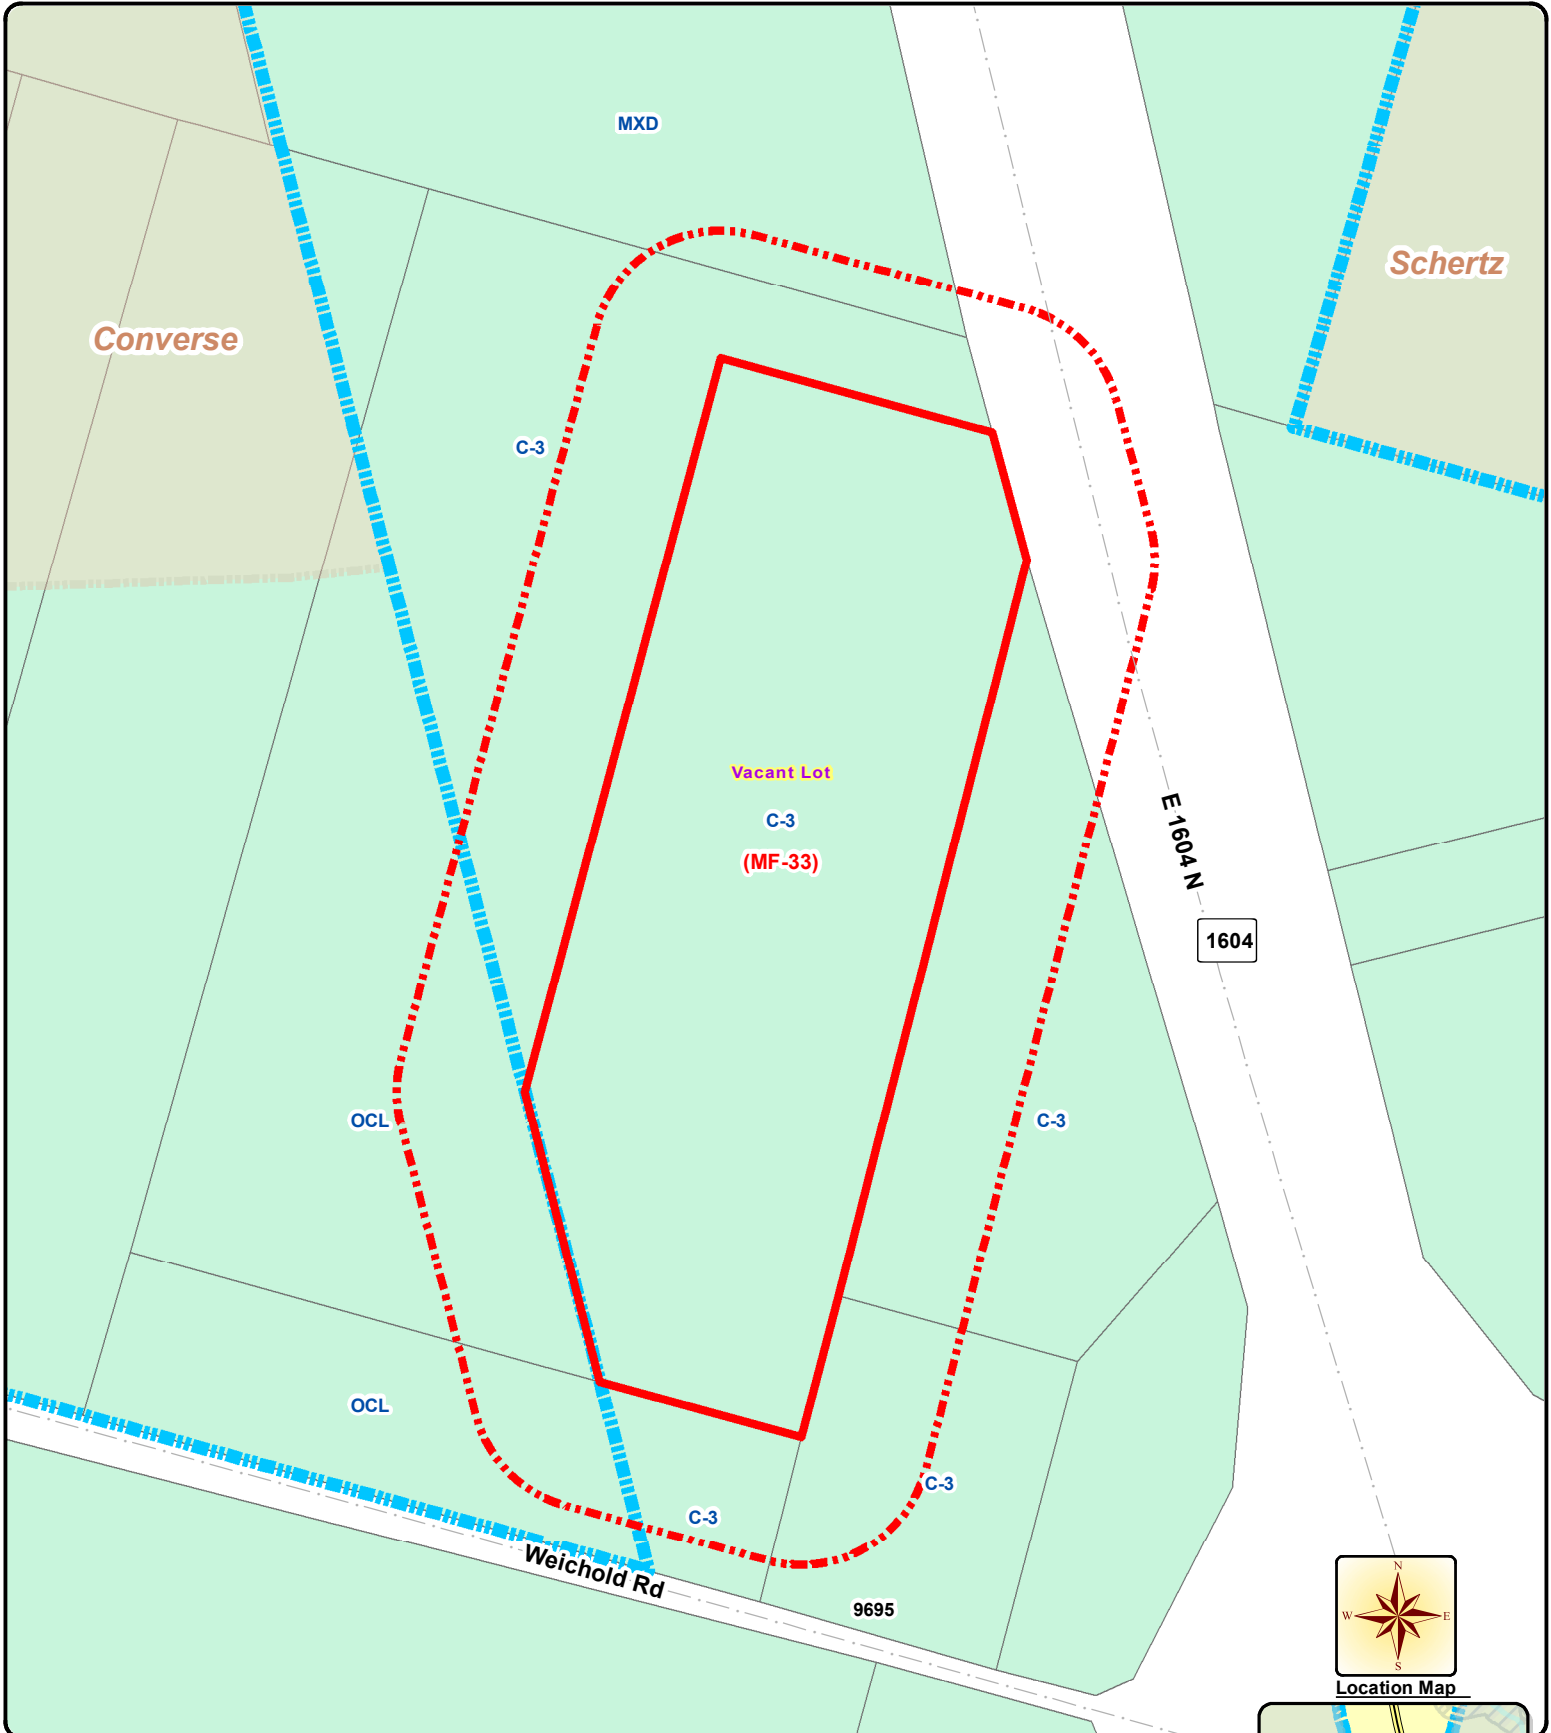 MXD
Schertz
Converse
C-3
Vacant Lot
C-3
(MF-33)
E 1604 N
1604
OCL
C-3
OCL
C-3
C-3
Weichold Rd
9695
N
W
E
S
Location Map